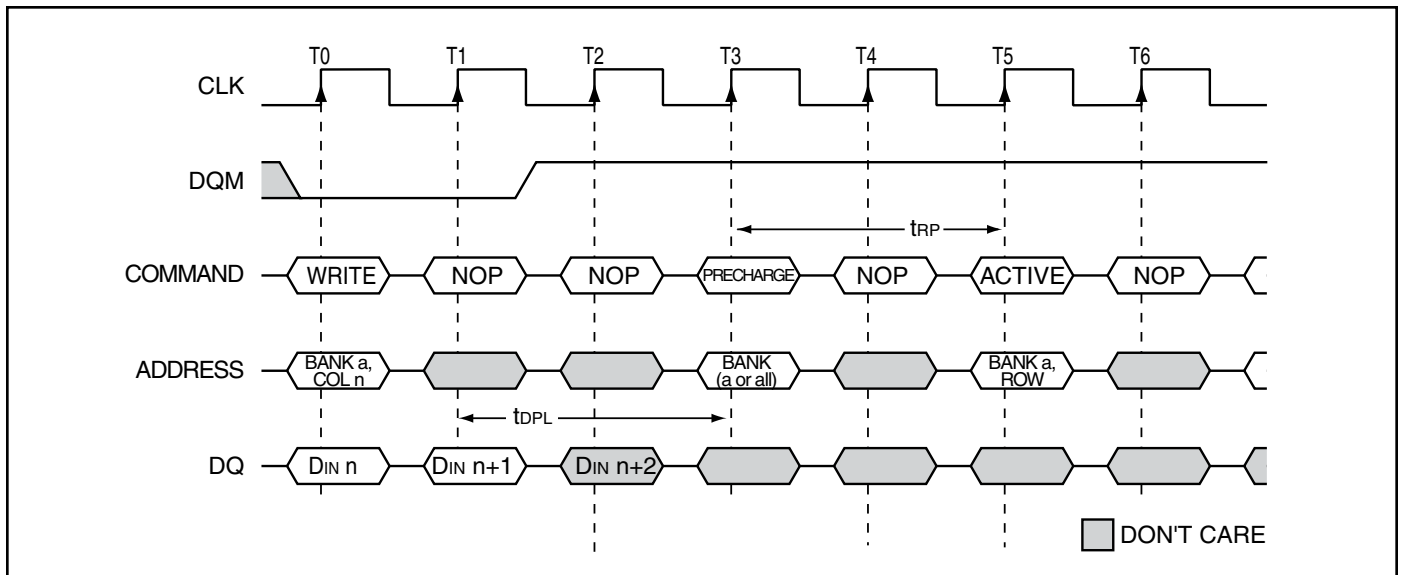 T0 T1 T2 T3 T4 T5 T6
CLK
DQM
tRP
COMMAND WRITE NOP NOP PRECHARGE NOP ACTIVE NOP
ADDRESS BANK a, COL n BANK (a or all) BANK a, ROW
tDPL
DQ DIN n DIN n+1 DIN n+2
DON'T CARE